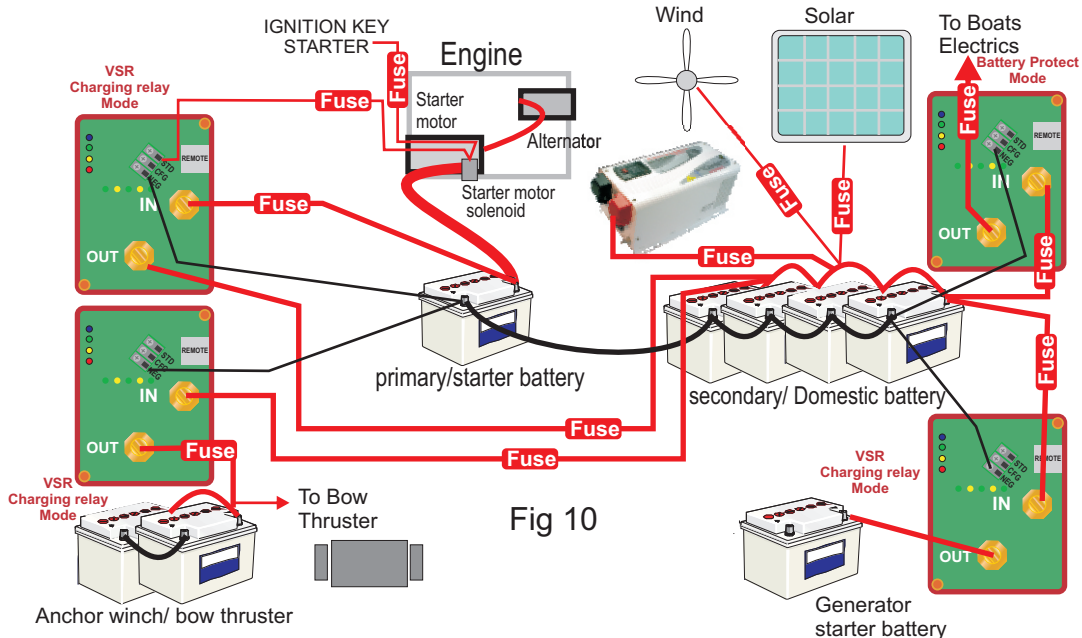 IGNITION KEY
STARTER
Wind
Solar
To Boats
Electrics
Battery Protect
Mode
VSR
Charging relay
Mode
Fuse
Fuse
Engine
Starter
motor
Alternator
Starter motor
solenoid
STD
CFG
NEG
REMOTE
IN
OUT
Fuse
Fuse
Fuse
Fuse
Fuse
STD
CFG
NEG
REMOTE
IN
OUT
Fuse
primary/starter battery
secondary/ Domestic battery
STD
CFG
NEG
REMOTE
IN
OUT
Fuse
Fuse
Fuse
Fuse
VSR
Charging relay
Mode
To Bow
Thruster
Fig 10
Anchor winch/ bow thruster
VSR
Charging relay
Mode
STD
CFG
NEG
REMOTE
IN
OUT
Generator
starter battery